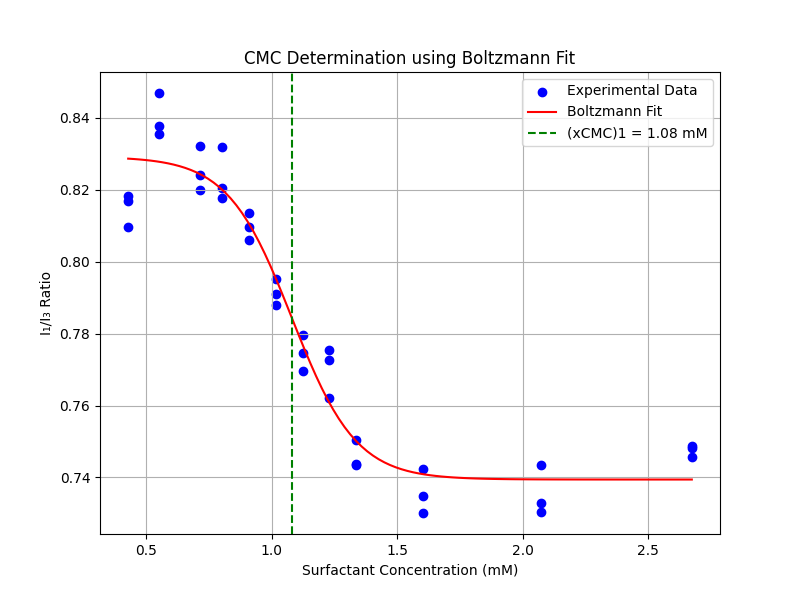 CMC Determination using Boltzmann Fit
Experimental Data
Boltzmann Fit
(xCMC)1 = 1.08 mM
I₁/I₃ Ratio
0.84
0.82
0.80
0.78
0.76
0.74
0.5 1.0 1.5 2.0 2.5
Surfactant Concentration (mM)